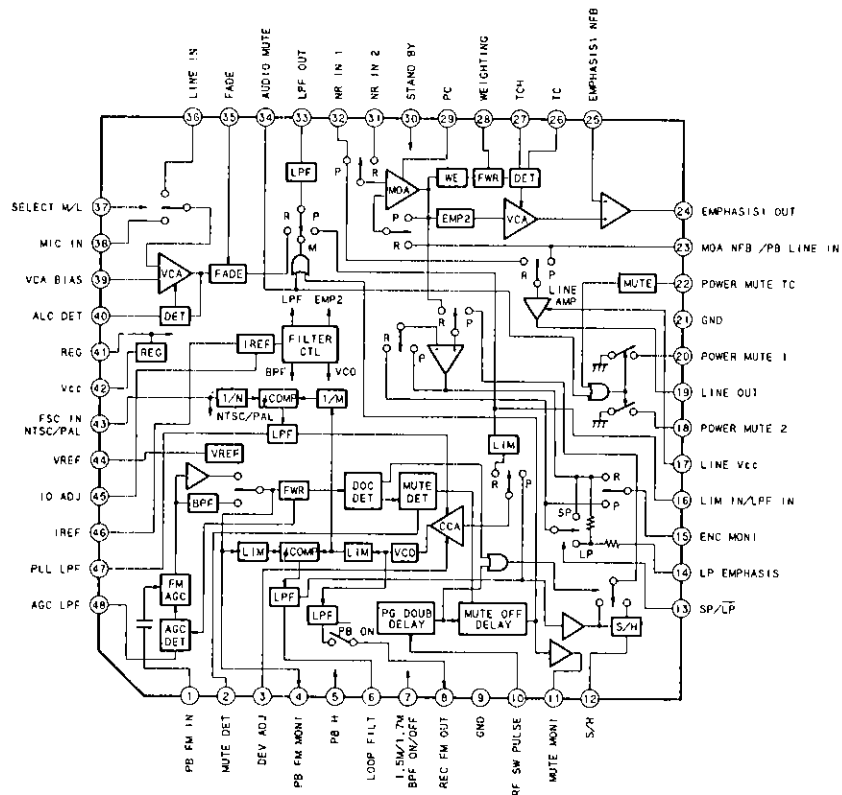 LINE IN
FADE
AUDIO MUTE
LPF OUT
NR IN 1
NR IN 2
STAND BY
PC
WEIGHTING
TCH
TC
EMPHASIS1 NFB
36
35
34
33
32
31
30
29
28
27
26
25
SELECT M/L
37
MIC IN
38
VCA BIAS
39
ALC DET
40
REG
41
Vcc
42
FSC IN
NTSC/PAL
43
VREF
44
IO ADJ
45
IREF
46
PLL LPF
47
AGC LPF
48
24
EMPHASIS1 OUT
23
MOA NFB /PB LINE IN
22
POWER MUTE TC
21
GND
20
POWER MUTE 1
19
LINE OUT
18
POWER MUTE 2
17
LINE Vcc
16
LIM IN/LPF IN
15
ENC MONI
14
LP EMPHASIS
13
SP/LP
VCA
DET
FADE
REG
LPF
R
P
M
P
R
MOA
P
R
WE
FWR
DET
EMP2
VCA
LPF
EMP2
IREF
FILTER
CTL
BPF
VCO
1/N
COMP
1/M
NTSC/PAL
LPF
VREF
R
P
LINE
AMP
MUTE
R
P
R
P
LIM
R
P
SP
LP
R
P
BPF
FWR
DOC
DET
MUTE
DET
CCA
LIM
COMP
LIM
VCO
LPF
LPF
PB ON
FM
AGC
AGC
DET
PG DOUB
DELAY
MUTE OFF
DELAY
S/H
1
2
3
4
5
6
7
8
9
10
11
12
PB FM IN
MUTE DET
DEV ADJ
PB FM MONI
PB H
LOOP FILT
1.5M/1.7M
BPF ON/OFF
REC FM OUT
GND
RF SW PULSE
MUTE MONI
S/H